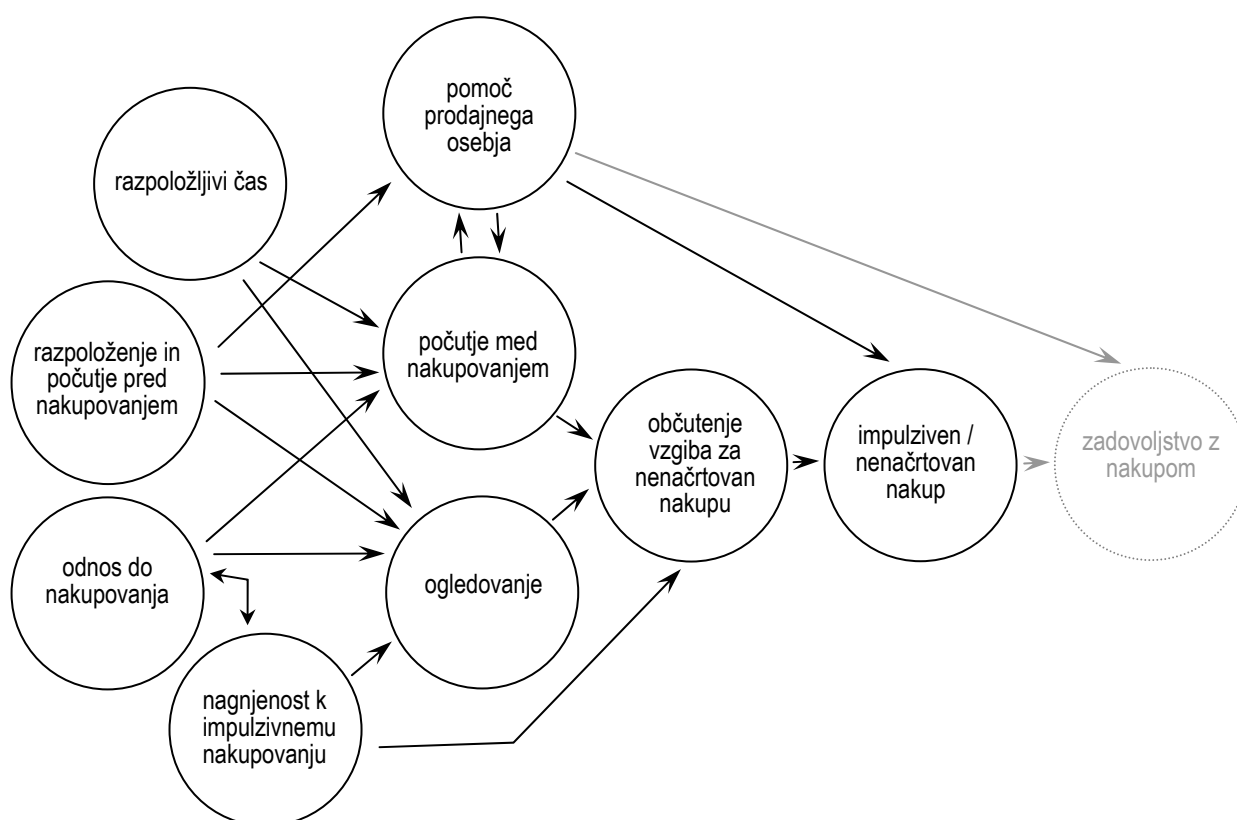 pomoč
prodajnega
osebja
razpoložljivi čas
razpoloženje in
počutje pred
nakupovanjem
počutje med
nakupovanjem
občutenje
vzgiba za
nenačrtovan
nakupu
impulziven /
nenačrtovan
nakup
zadovoljstvo z
nakupom
odnos do
nakupovanja
ogledovanje
nagnjenost k
impulzivnemu
nakupovanju